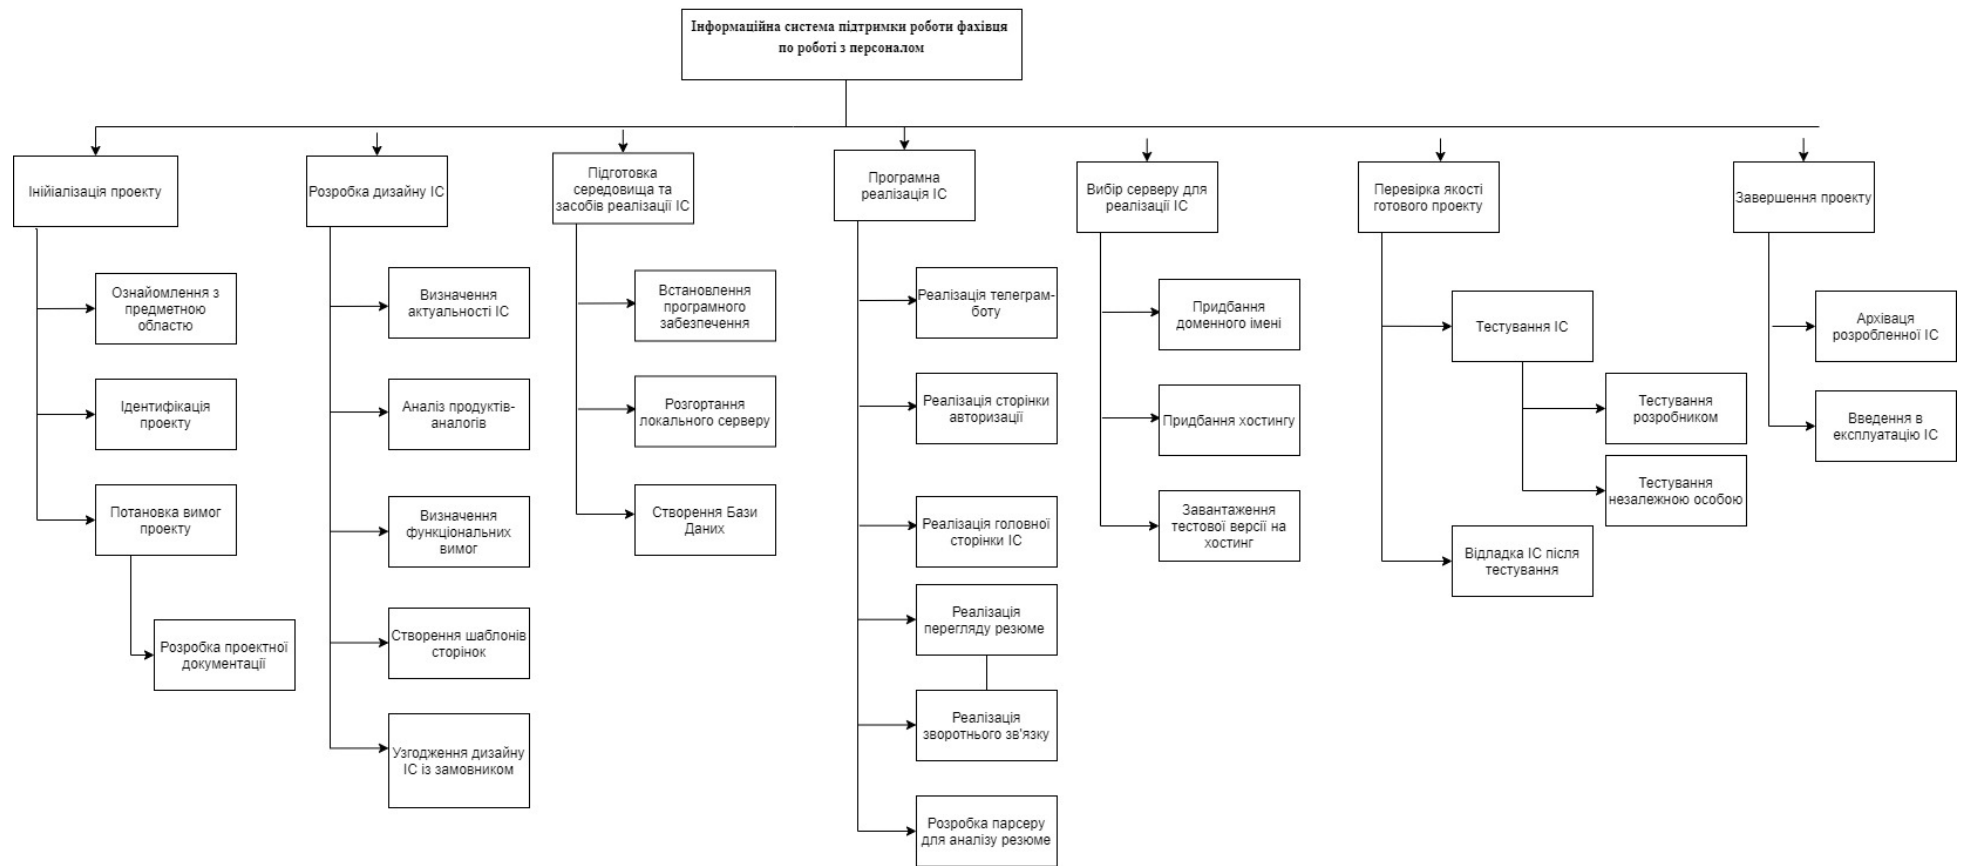 Інформаційна система підтримки роботи фахівця
по роботі з персоналом
Інійіалізація проекту
Ознайомлення з
предметною
областю
Ідентифікація
проекту
Потановка вимог
проекту
Розробка проектної
документації
Розробка дизайну ІС
Визначення
актуальності ІС
Аналіз продуктів-
аналогів
Визначення
функціональних
вимог
Створення шаблонів
сторінок
Узгодження дизайну
ІС із замовником
Підготовка
середовища та
засобів реалізації ІС
Встановлення
програмного
забезпечення
Розгортання
локального серверу
Створення Бази
Даних
Програмна
реалізація ІС
Реалізація телеграм-
боту
Реалізація сторінки
авторизації
Реалізація головної
сторінки ІС
Реалізація
перегляду резюме
Реалізація
зворотнього зв'язку
Розробка парсеру
для аналізу резюме
Вибір серверу для
реалізації ІС
Придбання
доменного імені
Придбання хостингу
Завантаження
тестової версії на
хостинг
Перевірка якості
готового проекту
Тестування ІС
Тестування
розробником
Тестування
незалежною особою
Відладка ІС після
тестування
Завершення проекту
Архіваця
розробленної ІС
Введення в
експлуатацію ІС